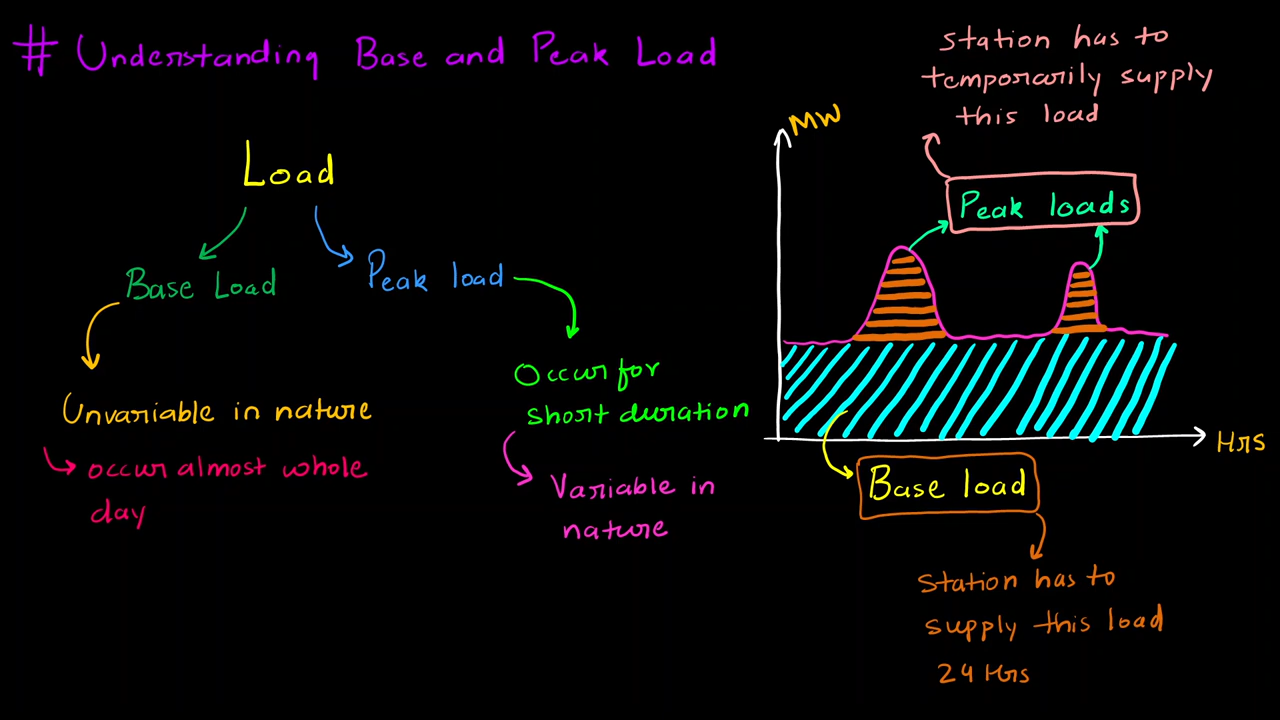 # Understanding Base and Peak Load
Load
Base Load
Peak load
Unvariable in nature
occur almost whole
day
Occur for
short duration
Variable in
nature
Station has to
temporarily supply
this load
MW
Peak loads
Hrs
Base load
Station has to
supply this load
24 Hrs